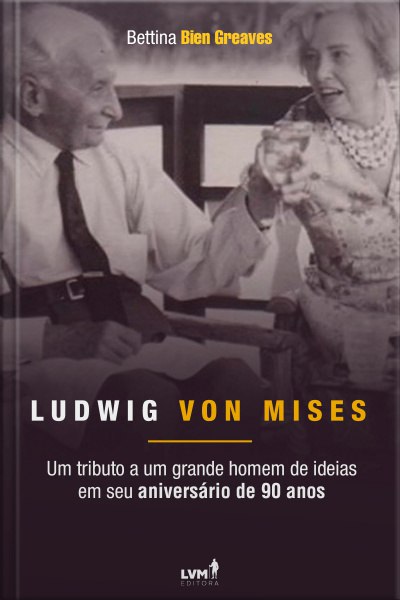 Bettina Bien Greaves
LUDWIG VON MISES
Um tributo a um grande homem de ideias
em seu aniversário de 90 anos
LVM
EDITORA